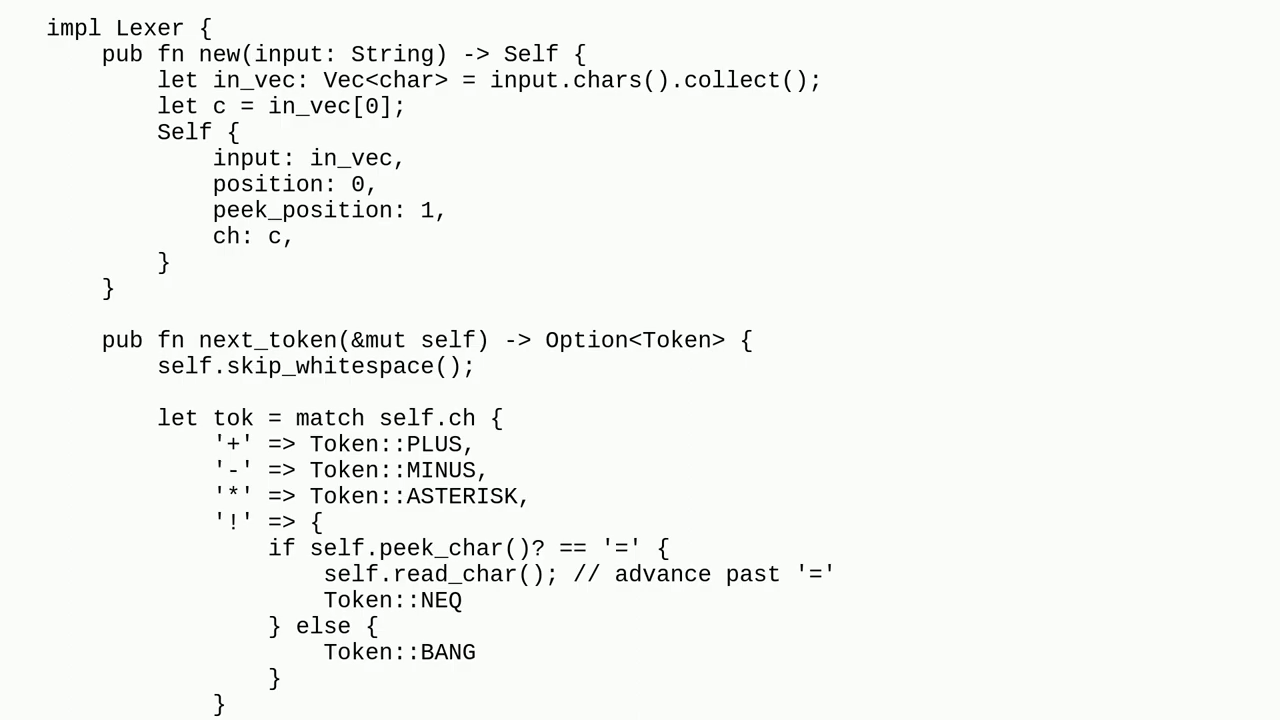 impl Lexer {
    pub fn new(input: String) -> Self {
        let in_vec: Vec<char> = input.chars().collect();
        let c = in_vec[0];
        Self {
            input: in_vec,
            position: 0,
            peek_position: 1,
            ch: c,
        }
    }

    pub fn next_token(&mut self) -> Option<Token> {
        self.skip_whitespace();

        let tok = match self.ch {
            '+' => Token::PLUS,
            '-' => Token::MINUS,
            '*' => Token::ASTERISK,
            '!' => {
                if self.peek_char()? == '=' {
                    self.read_char(); // advance past '='
                    Token::NEQ
                } else {
                    Token::BANG
                }
            }